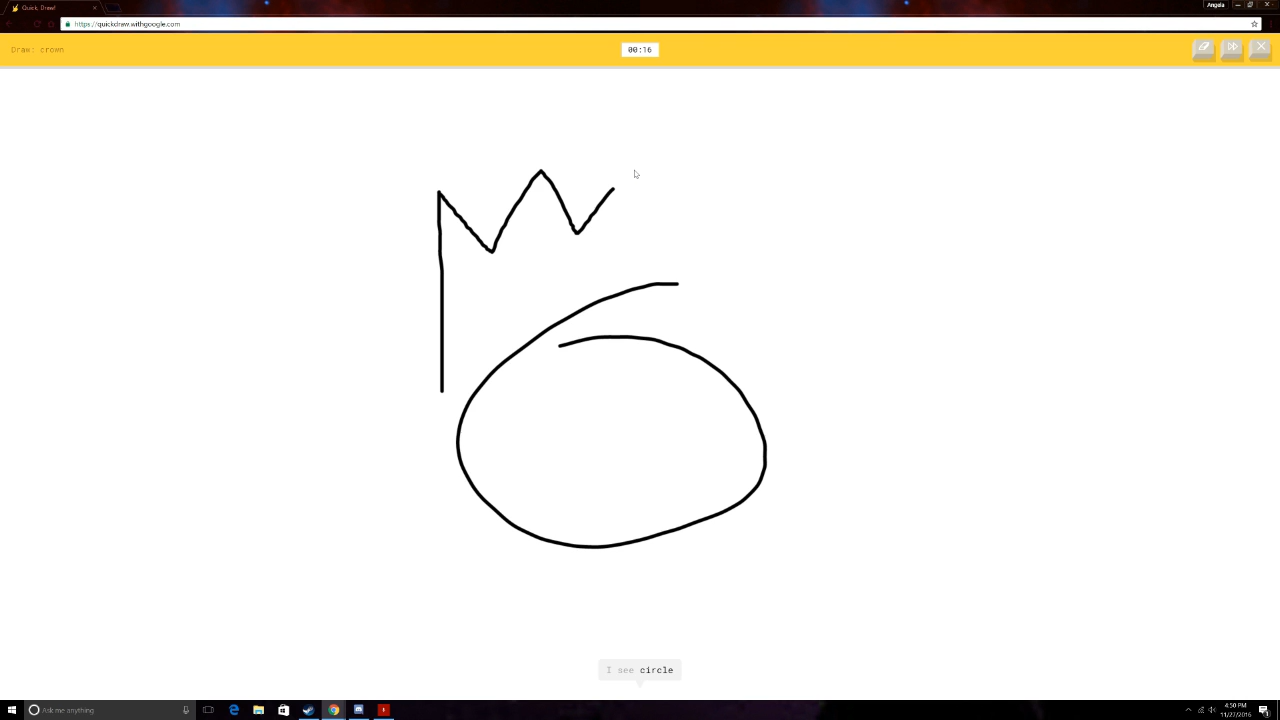 Quick, Draw!
Angela
https://quickdraw.withgoogle.com
Draw: crown
00:16
I see circle
Ask me anything
4:50 PM
11/27/2016